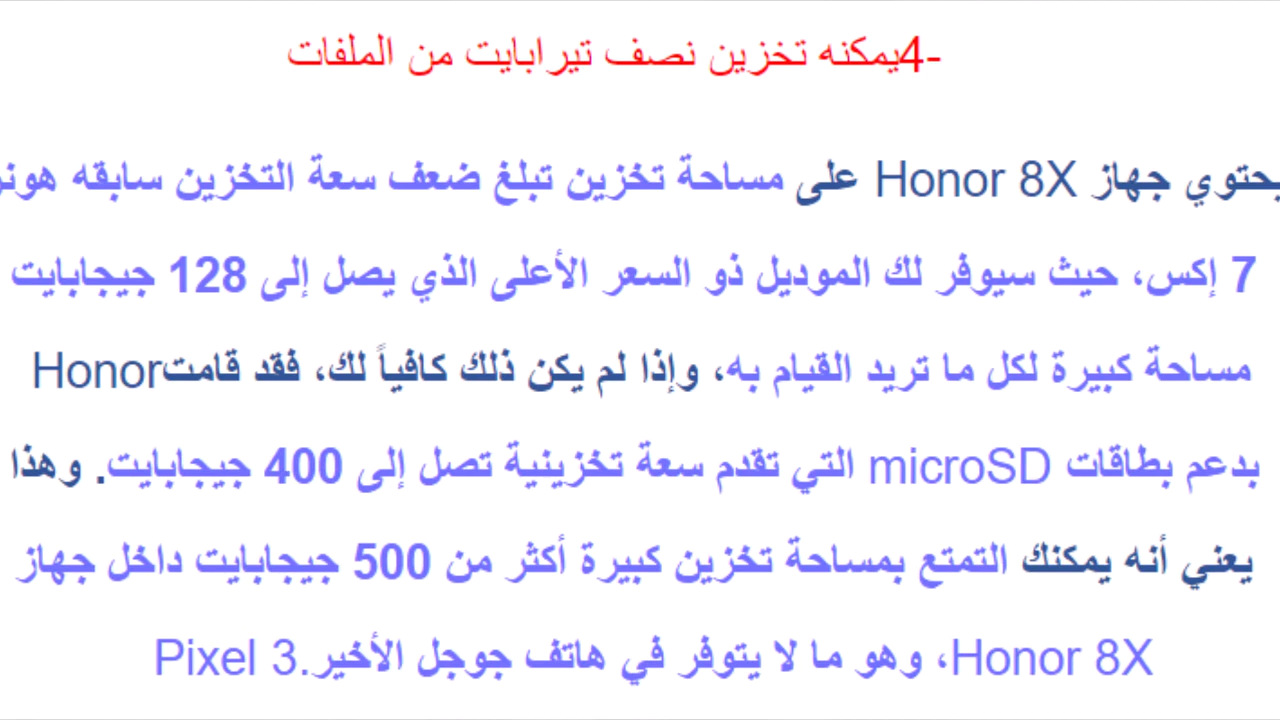 4-يمكنه تخزين نصف تيرابايت من الملفات
يحتوي جهاز Honor 8X على مساحة تخزين تبلغ ضعف سعة التخزين سابقه هونو
7 إكس، حيث سيوفر لك الموديل ذو السعر الأعلى الذي يصل إلى 128 جيجابايت
مساحة كبيرة لكل ما تريد القيام به، وإذا لم يكن ذلك كافياً لك، فقد قامتHonor
بدعم بطاقات microSD التي تقدم سعة تخزينية تصل إلى 400 جيجابايت. وهذا
يعني أنه يمكنك التمتع بمساحة تخزين كبيرة أكثر من 500 جيجابايت داخل جهاز
Honor 8X، وهو ما لا يتوفر في هاتف جوجل الأخير.Pixel 3